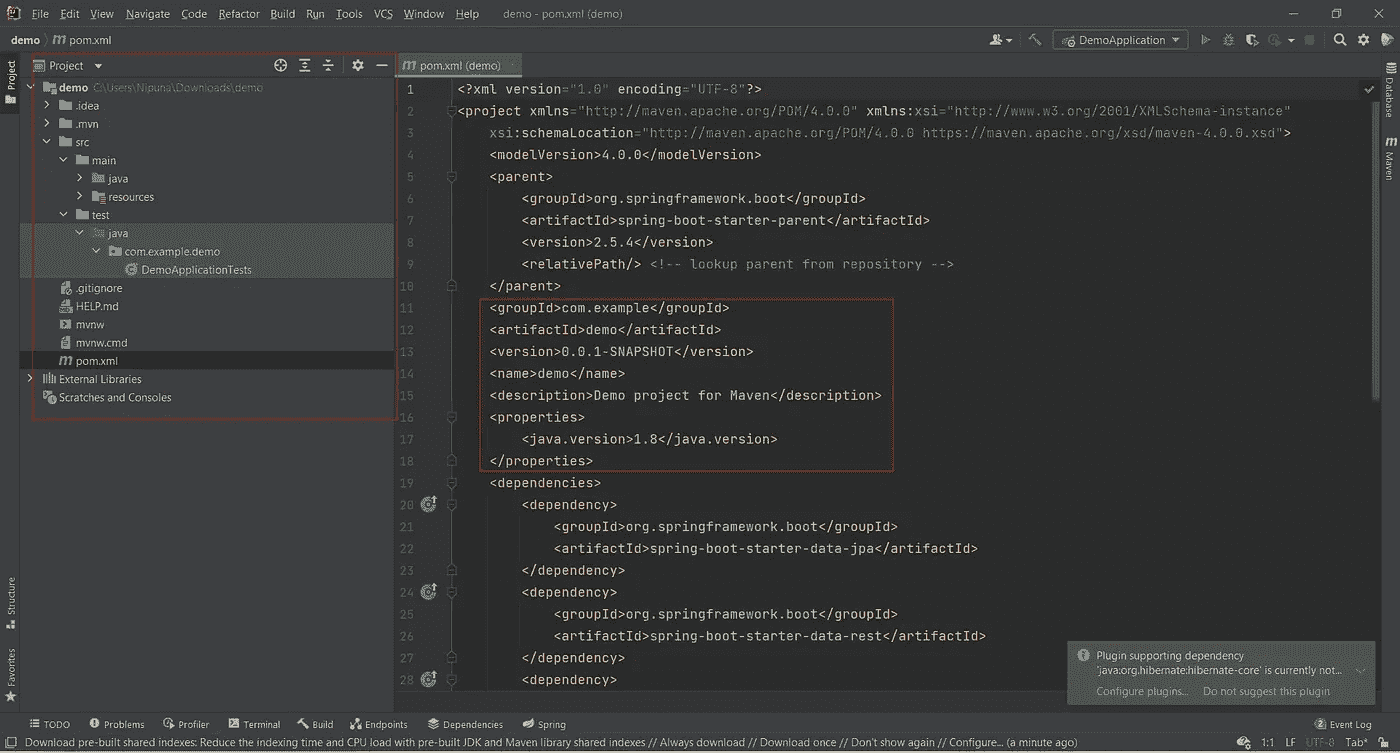 File Edit View Navigate Code Refactor Build Run Tools VCS Window Help demo - pom.xml (demo)
demo pom.xml
DemoApplication
Project
pom.xml (demo)
demo C:\Users\Nipuna\Downloads\demo
.idea
.mvn
src
main
java
resources
test
java
com.example.demo
DemoApplicationTests
.gitignore
HELP.md
mvnw
mvnw.cmd
pom.xml
External Libraries
Scratches and Consoles
Project
Structure
Favorites
1 <?xml version="1.0" encoding="UTF-8"?>
2 <project xmlns="http://maven.apache.org/POM/4.0.0" xmlns:xsi="http://www.w3.org/2001/XMLSchema-instance"
3 xsi:schemaLocation="http://maven.apache.org/POM/4.0.0 https://maven.apache.org/xsd/maven-4.0.0.xsd">
4 <modelVersion>4.0.0</modelVersion>
5 <parent>
6 <groupId>org.springframework.boot</groupId>
7 <artifactId>spring-boot-starter-parent</artifactId>
8 <version>2.5.4</version>
9 <relativePath/> <!-- lookup parent from repository -->
10 </parent>
11 <groupId>com.example</groupId>
12 <artifactId>demo</artifactId>
13 <version>0.0.1-SNAPSHOT</version>
14 <name>demo</name>
15 <description>Demo project for Maven</description>
16 <properties>
17 <java.version>1.8</java.version>
18 </properties>
19 <dependencies>
20 <dependency>
21 <groupId>org.springframework.boot</groupId>
22 <artifactId>spring-boot-starter-data-jpa</artifactId>
23 </dependency>
24 <dependency>
25 <groupId>org.springframework.boot</groupId>
26 <artifactId>spring-boot-starter-data-rest</artifactId>
27 </dependency>
28 <dependency>
Database
Maven
Plugin supporting dependency
'java:org.hibernate:hibernate-core' is currently not...
Configure plugins... Do not suggest this plugin
TODO Problems Profiler Terminal Build Endpoints Dependencies Spring 2 Event Log
Download pre-built shared indexes: Reduce the indexing time and CPU load with pre-built JDK and Maven library shared indexes // Always download // Download once // Don't show again // Configure... (a minute ago) 1:1 LF UTF-8 Tab*